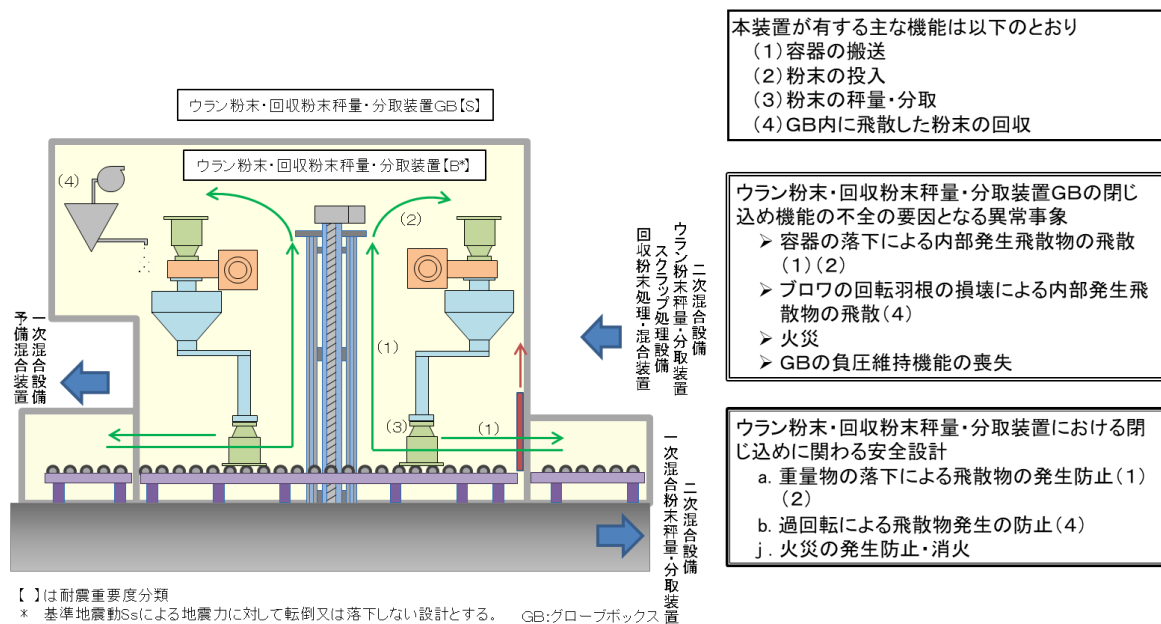 ウラン粉末・回収粉末秤量・分取装置GB【S】
ウラン粉末・回収粉末秤量・分取装置【B*】
(4)
(2)
(1)
(3)
(1)
一次混合設備
予備混合装置
二次混合設備
ウラン粉末秤量・分取装置
スクラップ処理設備
回収粉末処理・混合装置
二次混合設備
一次混合粉末秤量・分取装置
【 】は耐震重要度分類
* 基準地震動Ssによる地震力に対して転倒又は落下しない設計とする。
GB:グローブボックス
本装置が有する主な機能は以下のとおり
(1)容器の搬送
(2)粉末の投入
(3)粉末の秤量・分取
(4)GB内に飛散した粉末の回収
ウラン粉末・回収粉末秤量・分取装置GBの閉じ
込め機能の不全の要因となる異常事象
➢ 容器の落下による内部発生飛散物の飛散
(1)(2)
➢ ブロワの回転羽根の損壊による内部発生飛
散物の飛散(4)
➢ 火災
➢ GBの負圧維持機能の喪失
ウラン粉末・回収粉末秤量・分取装置における閉
じ込めに関わる安全設計
a. 重量物の落下による飛散物の発生防止(1)
(2)
b. 過回転による飛散物発生の防止(4)
j. 火災の発生防止・消火